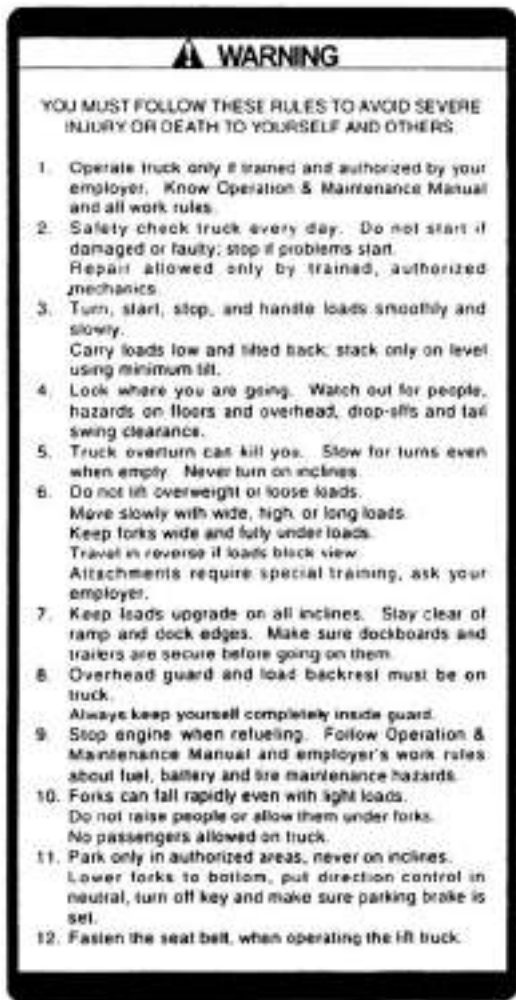 WARNING
YOU MUST FOLLOW THESE RULES TO AVOID SEVERE
INJURY OR DEATH TO YOURSELF AND OTHERS
1. Operate truck only if trained and authorized by your
employer. Know Operation & Maintenance Manual
and all work rules.
2. Safety check truck every day. Do not start if
damaged or faulty; stop if problems start.
Repair allowed only by trained, authorized
mechanics.
3. Turn, start, stop, and handle loads smoothly and
slowly.
Carry loads low and tilted back; stack only on level
using minimum tilt.
4. Look where you are going. Watch out for people,
hazards on floors and overhead, drop-offs and tail
swing clearance.
5. Truck overturn can kill you. Slow for turns even
when empty. Never turn on inclines.
6. Do not lift overweight or loose loads.
Move slowly with wide, high, or long loads.
Keep forks wide and fully under loads.
Travel in reverse if loads block view.
Attachments require special training, ask your
employer.
7. Keep loads upgrade on all inclines. Stay clear of
ramp and dock edges. Make sure dockboards and
trailers are secure before going on them.
8. Overhead guard and load backrest must be on
truck.
Always keep yourself completely inside guard.
9. Stop engine when refueling. Follow Operation &
Maintenance Manual and employer's work rules
about fuel, battery and tire maintenance hazards.
10. Forks can fall rapidly even with light loads.
Do not raise people or allow them under forks.
No passengers allowed on truck.
11. Park only in authorized areas, never on inclines.
Lower forks to bottom, put direction control in
neutral, turn off key and make sure parking brake is
set.
12. Fasten the seat belt, when operating the lift truck.